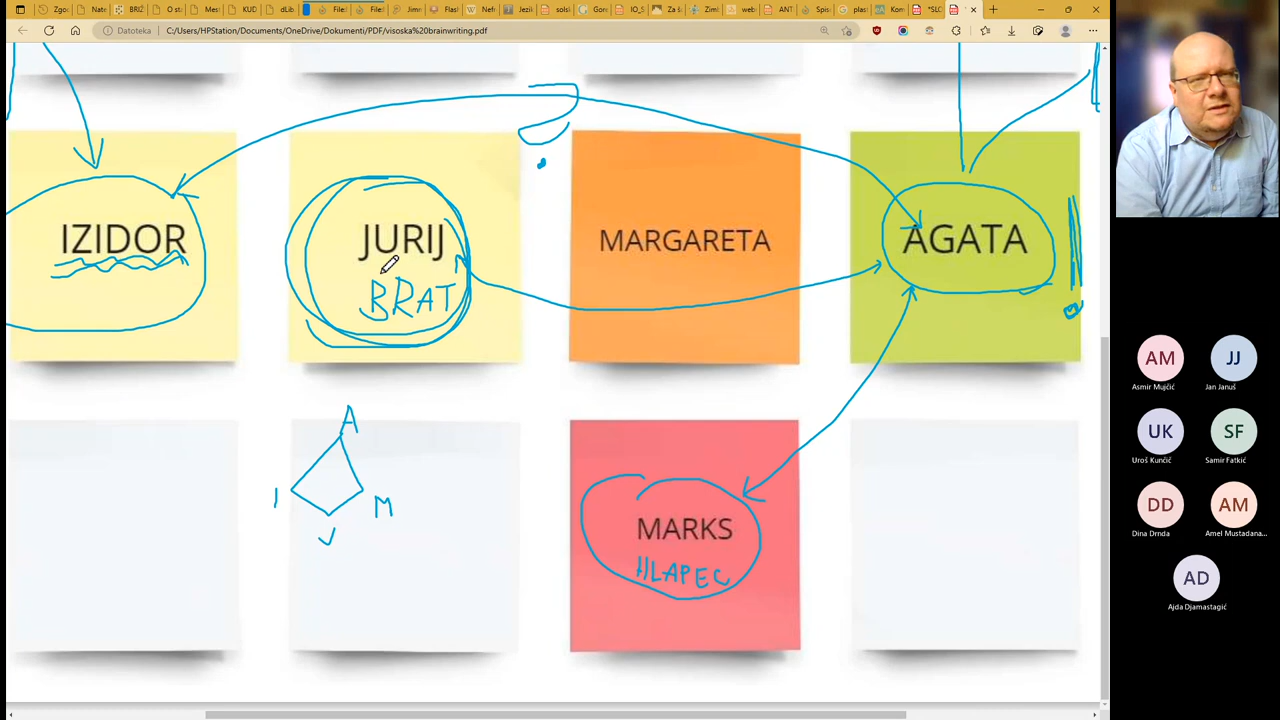 Datoteka | C:/Users/HPStation/Documents/OneDrive/Dokumenti/PDF/visoska%20brainwriting.pdf
IZIDOR
JURIJ
BRAT
MARGARETA
AGATA
A
I
M
J
MARKS
HLAPEC
AM
Asmir Mujčić
JJ
Jan Januš
UK
Uroš Kunčič
SF
Samir Fatkić
DD
Dina Drnda
AM
Amel Mustadana...
AD
Ajda Djamastagić